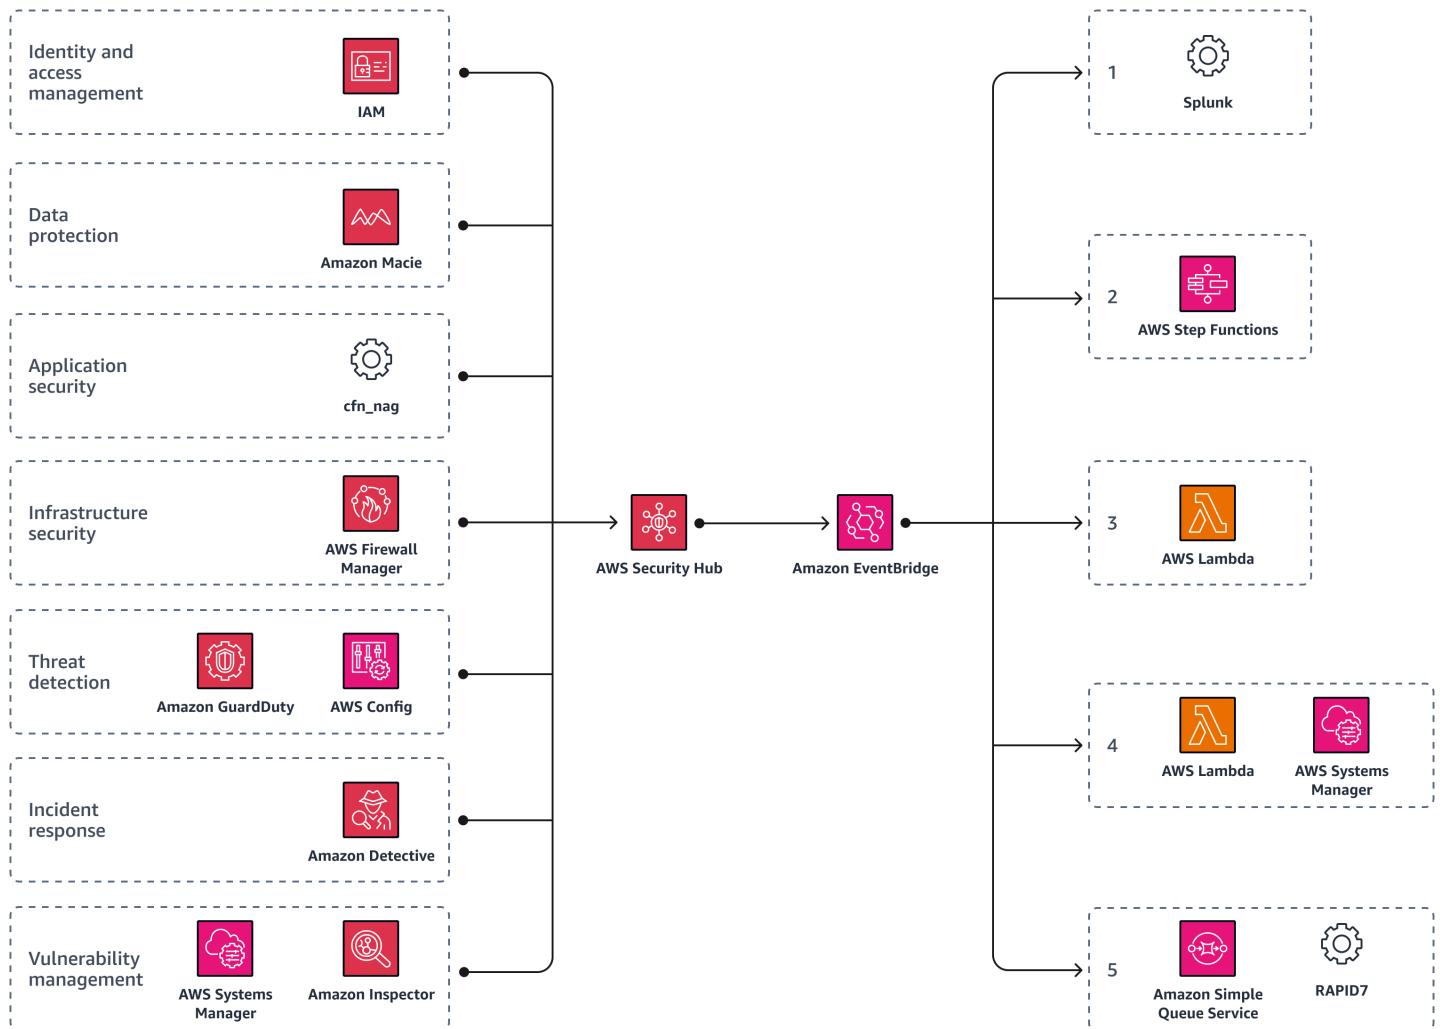 Identity and
access
management
IAM
Data
protection
Amazon Macie
Application
security
cfn_nag
Infrastructure
security
AWS Firewall
Manager
Threat
detection
Amazon GuardDuty
AWS Config
Incident
response
Amazon Detective
Vulnerability
management
AWS Systems
Manager
Amazon Inspector
AWS Security Hub
Amazon EventBridge
1
Splunk
2
AWS Step Functions
3
AWS Lambda
4
AWS Lambda
AWS Systems
Manager
5
Amazon Simple
Queue Service
RAPID7